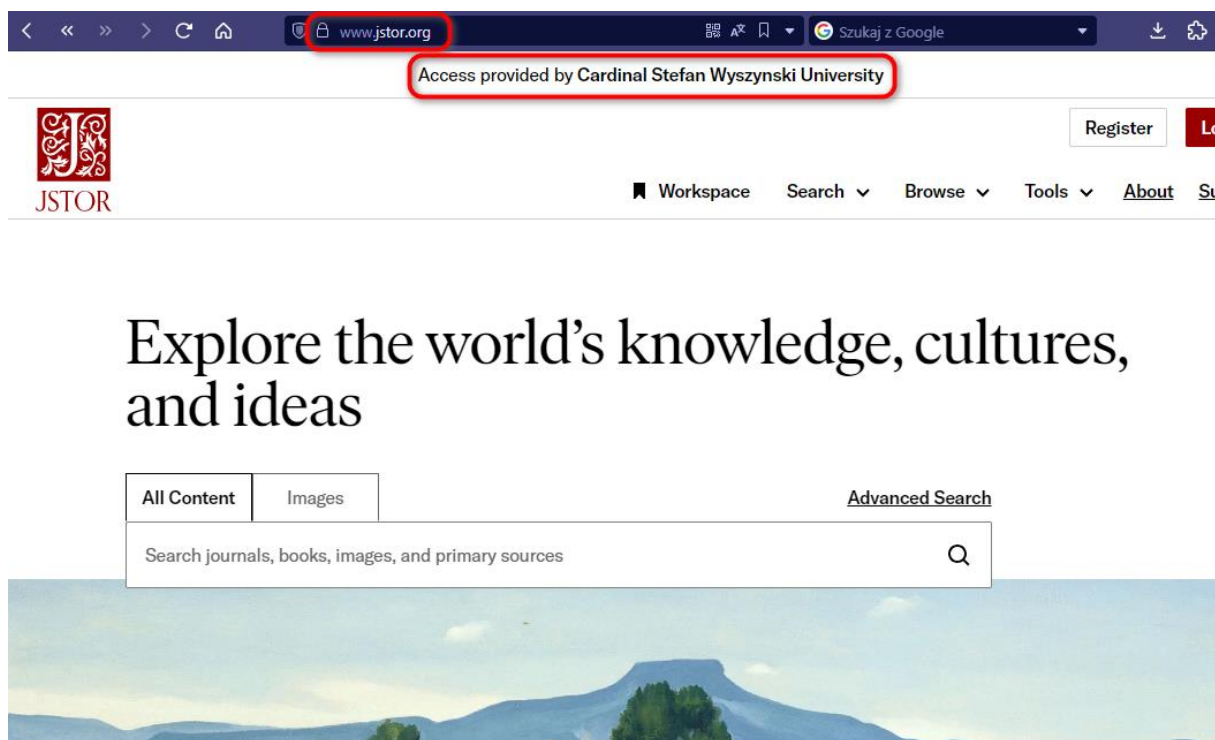 www.jstor.org
Szukaj z Google
Access provided by Cardinal Stefan Wyszynski University
Register Lo
JSTOR
Workspace Search Browse Tools About Su
Explore the world's knowledge, cultures,
and ideas
All Content Images Advanced Search
Search journals, books, images, and primary sources